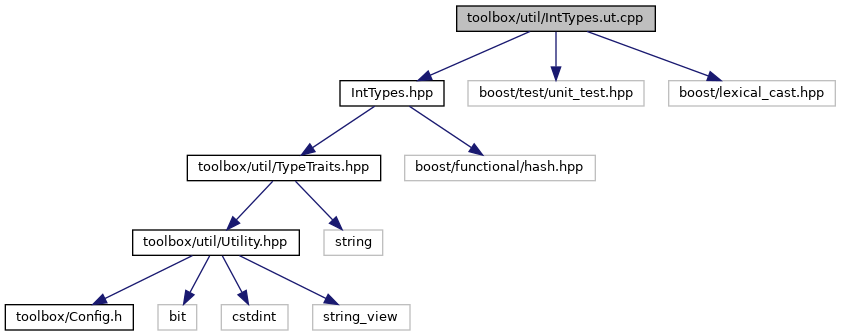 toolbox/util/IntTypes.ut.cpp
IntTypes.hpp
boost/test/unit_test.hpp
boost/lexical_cast.hpp
toolbox/util/TypeTraits.hpp
boost/functional/hash.hpp
toolbox/util/Utility.hpp
string
toolbox/Config.h
bit
cstdint
string_view